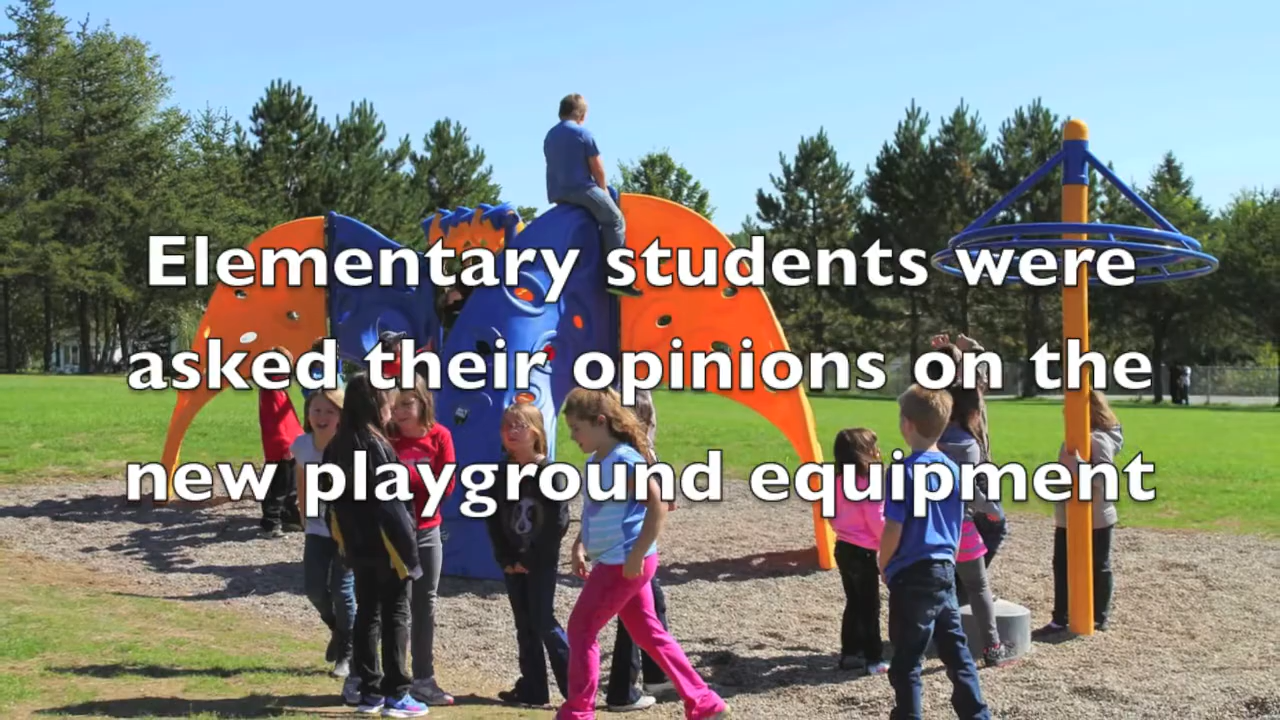 Elementary students were
asked their opinions on the
new playground equipment